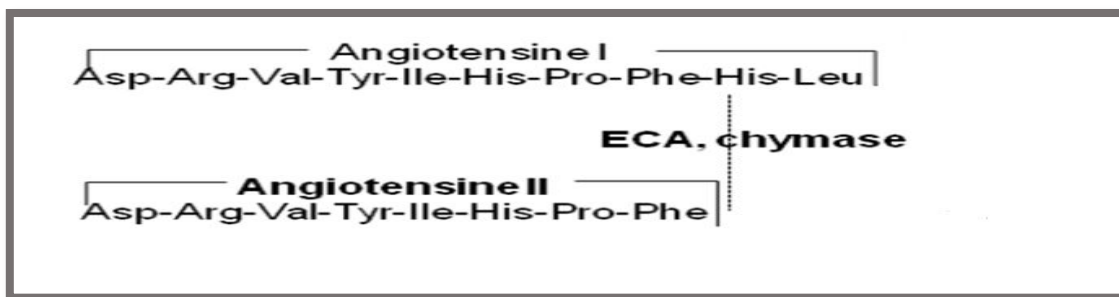 Angiotensine I
Asp-Arg-Val-Tyr-Ile-His-Pro-Phe-His-Leu
ECA, chymase
Angiotensine II
Asp-Arg-Val-Tyr-Ile-His-Pro-Phe